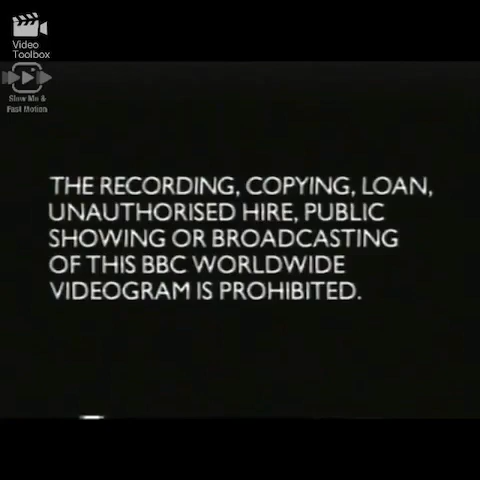 Video
Toolbox
Slow Mo &
Fast Motion
THE RECORDING, COPYING, LOAN,
UNAUTHORISED HIRE, PUBLIC
SHOWING OR BROADCASTING
OF THIS BBC WORLDWIDE
VIDEOGRAM IS PROHIBITED.